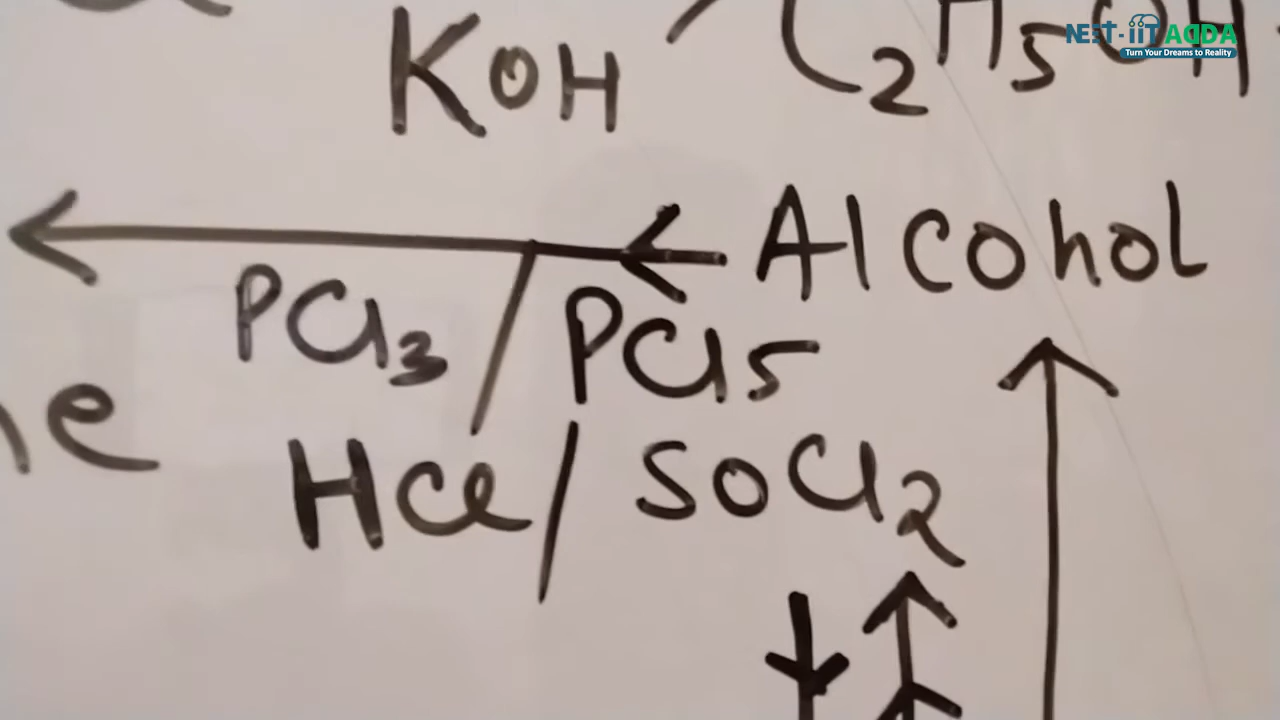 NEET-iiT ADDA
Turn Your Dreams to Reality
KOH C2H5OH
Alcohol
PCl3 PCl5
HCl/ SOCl2